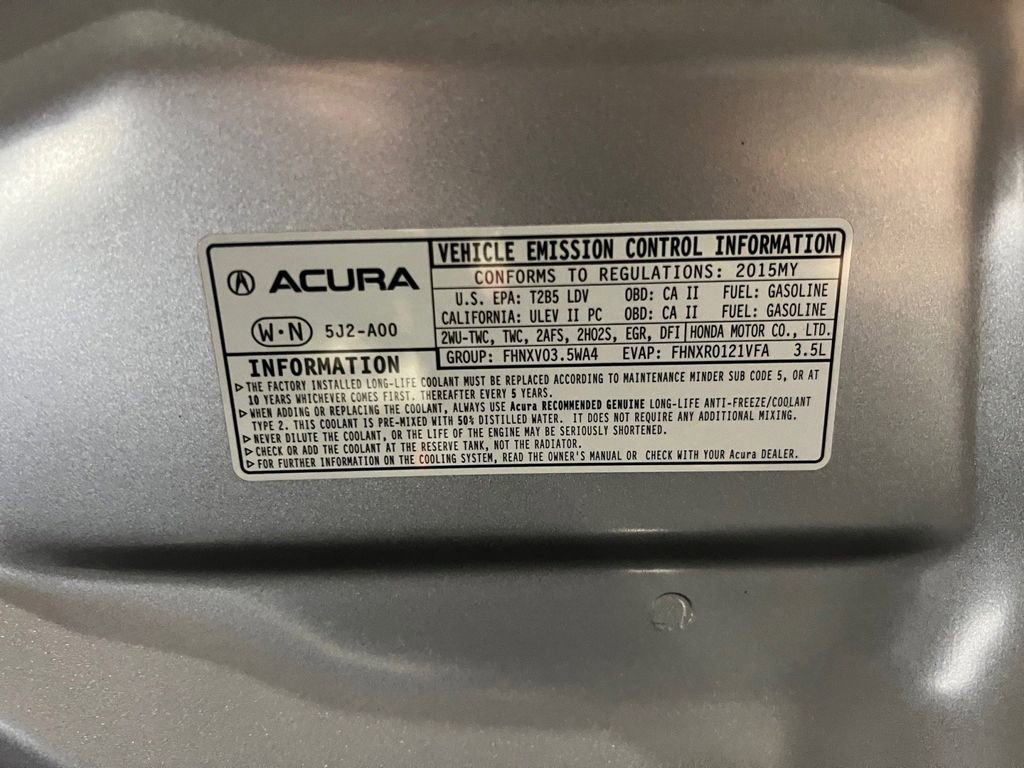 ACURA
W·N 5J2-A00
VEHICLE EMISSION CONTROL INFORMATION
CONFORMS TO REGULATIONS: 2015MY
U.S. EPA: T2B5 LDV OBD: CA II FUEL: GASOLINE
CALIFORNIA: ULEV II PC OBD: CA II FUEL: GASOLINE
2WU-TWC, TWC, 2AFS, 2HO2S, EGR, DFI HONDA MOTOR CO., LTD.
GROUP: FHNXV03.5WA4 EVAP: FHNXR0121VFA 3.5L
INFORMATION
▷ THE FACTORY INSTALLED LONG-LIFE COOLANT MUST BE REPLACED ACCORDING TO MAINTENANCE MINDER SUB CODE 5, OR AT
10 YEARS WHICHEVER COMES FIRST. THEREAFTER EVERY 5 YEARS.
▷ WHEN ADDING OR REPLACING THE COOLANT, ALWAYS USE Acura RECOMMENDED GENUINE LONG-LIFE ANTI-FREEZE/COOLANT
TYPE 2. THIS COOLANT IS PRE-MIXED WITH 50% DISTILLED WATER. IT DOES NOT REQUIRE ANY ADDITIONAL MIXING.
▷ NEVER DILUTE THE COOLANT, OR THE LIFE OF THE ENGINE MAY BE SERIOUSLY SHORTENED.
▷ CHECK OR ADD THE COOLANT AT THE RESERVE TANK, NOT THE RADIATOR.
▷ FOR FURTHER INFORMATION ON THE COOLING SYSTEM, READ THE OWNER'S MANUAL OR CHECK WITH YOUR Acura DEALER.